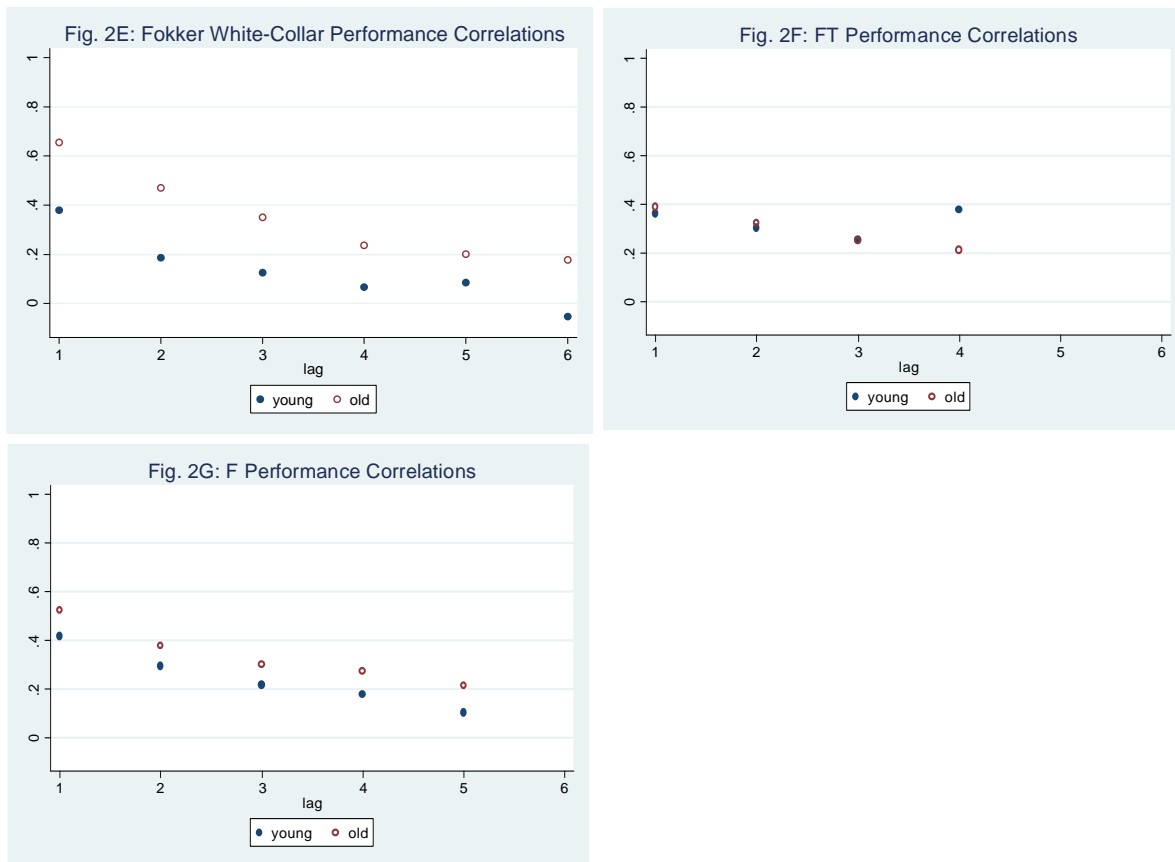 Fig. 2E: Fokker White-Collar Performance Correlations
1
.8
.6
.4
.2
0
1 2 3 4 5 6
lag
young old
Fig. 2F: FT Performance Correlations
1
.8
.6
.4
.2
0
1 2 3 4 5 6
lag
young old
Fig. 2G: F Performance Correlations
1
.8
.6
.4
.2
0
1 2 3 4 5 6
lag
young old